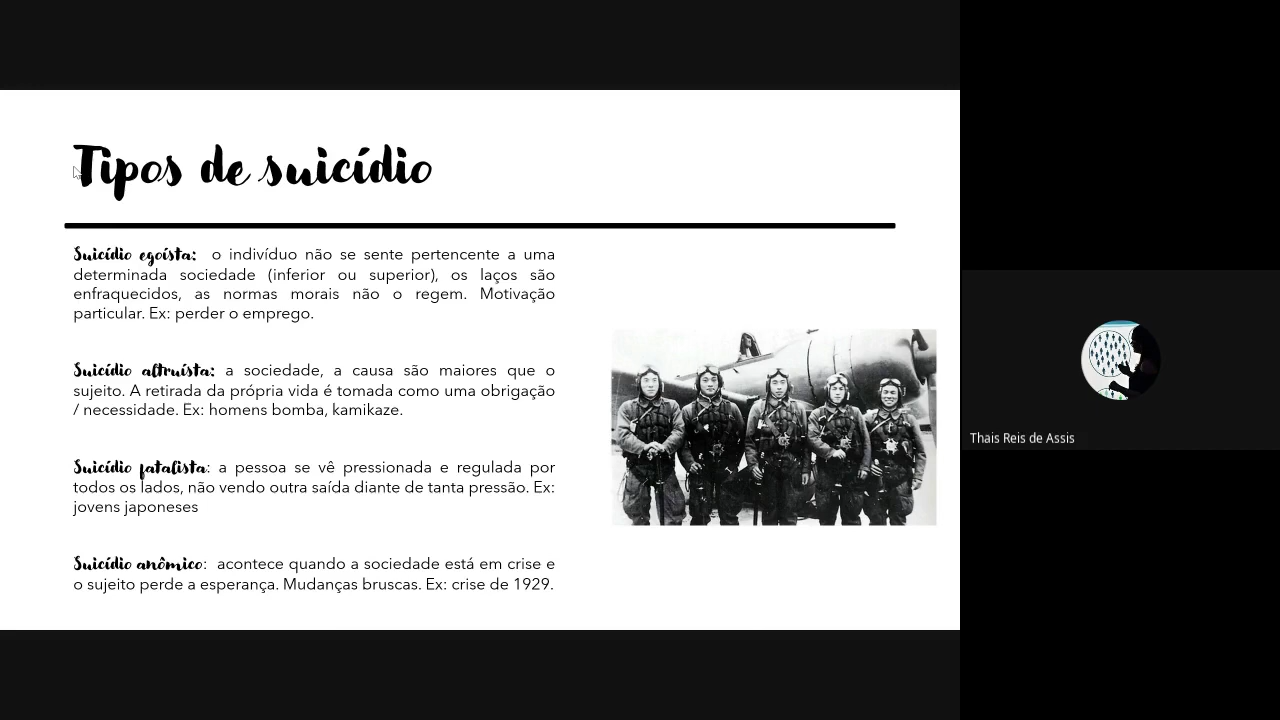 Tipos de suicídio
Suicídio egoísta: o indivíduo não se sente pertencente a uma
determinada sociedade (inferior ou superior), os laços são
enfraquecidos, as normas morais não o regem. Motivação
particular. Ex: perder o emprego.
Suicídio altruísta: a sociedade, a causa são maiores que o
sujeito. A retirada da própria vida é tomada como uma obrigação
/ necessidade. Ex: homens bomba, kamikaze.
Suicídio fatalista: a pessoa se vê pressionada e regulada por
todos os lados, não vendo outra saída diante de tanta pressão. Ex:
jovens japoneses
Suicídio anômico: acontece quando a sociedade está em crise e
o sujeito perde a esperança. Mudanças bruscas. Ex: crise de 1929.
Thais Reis de Assis